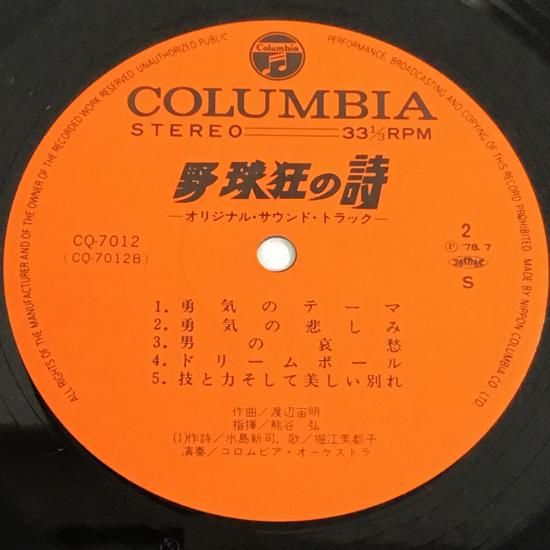 Columbia
COLUMBIA
STEREO 33 1/3 RPM
野球狂の詩
―オリジナル・サウンド・トラック―
CQ-7012
(CQ-7012B)
2
Ⓟ '78.7
S
1. 勇気のテーマ
2. 勇気の悲しみ
3. 男の哀愁
4. ドリームボール
5. 技と力そして美しい別れ
作曲/渡辺宙明
指揮/熊谷 弘
(1)作詩/水島新司、歌/堀江美都子
演奏/コロムビア・オーケストラ
ALL RIGHTS OF THE MANUFACTURER AND OF THE OWNER OF THE RECORDED WORK RESERVED. UNAUTHORIZED PUBLIC PERFORMANCE, BROADCASTING AND COPYING OF THIS RECORD PROHIBITED. MADE BY NIPPON COLUMBIA CO LTD